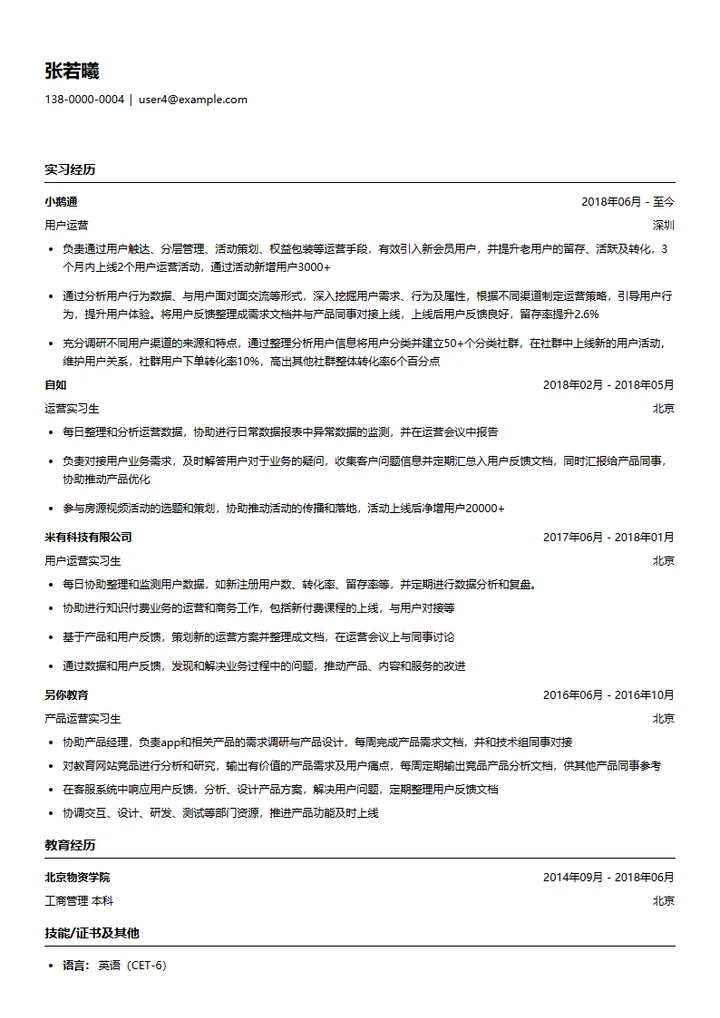 张若曦
138-0000-0004 | user4@example.com
实习经历
小鹅通 2018年06月 - 至今
用户运营 深圳
• 负责通过用户触达、分层管理、活动策划、权益包装等运营手段，有效引入新会员用户，并提升老用户的留存、活跃及转化，3
个月内上线2个用户运营活动，通过活动新增用户3000+
• 通过分析用户行为数据、与用户面对面交流等形式，深入挖掘用户需求、行为及属性，根据不同渠道制定运营策略，引导用户行
为，提升用户体验。将用户反馈整理成需求文档并与产品同事对接上线，上线后用户反馈良好，留存率提升2.6%
• 充分调研不同用户渠道的来源和特点，通过整理分析用户信息将用户分类并建立50+个分类社群，在社群中上线新的用户活动，
维护用户关系，社群用户下单转化率10%，高出其他社群整体转化率6个百分点
自如 2018年02月 - 2018年05月
运营实习生 北京
• 每日整理和分析运营数据，协助进行日常数据报表中异常数据的监测，并在运营会议中报告
• 负责对接用户业务需求，及时解答用户对于业务的疑问，收集客户问题信息并定期汇总入用户反馈文档，同时汇报给产品同事，
协助推动产品优化
• 参与房源视频活动的选题和策划，协助推动活动的传播和落地，活动上线后净增用户20000+
米有科技有限公司 2017年06月 - 2018年01月
用户运营实习生 北京
• 每日协助整理和监测用户数据，如新注册用户数、转化率、留存率等，并定期进行数据分析和复盘。
• 协助进行知识付费业务的运营和商务工作，包括新付费课程的上线，与用户对接等
• 基于产品和用户反馈，策划新的运营方案并整理成文档，在运营会议上与同事讨论
• 通过数据和用户反馈，发现和解决业务过程中的问题，推动产品、内容和服务的改进
另你教育 2016年06月 - 2016年10月
产品运营实习生 北京
• 协助产品经理，负责app和相关产品的需求调研与产品设计，每周完成产品需求文档，并和技术组同事对接
• 对教育网站竞品进行分析和研究，输出有价值的产品需求及用户痛点，每周定期输出竞品产品分析文档，供其他产品同事参考
• 在客服系统中响应用户反馈，分析、设计产品方案，解决用户问题，定期整理用户反馈文档
• 协调交互、设计、研发、测试等部门资源，推进产品功能及时上线
教育经历
北京物资学院 2014年09月 - 2018年06月
工商管理 本科 北京
技能/证书及其他
• 语言： 英语（CET-6）